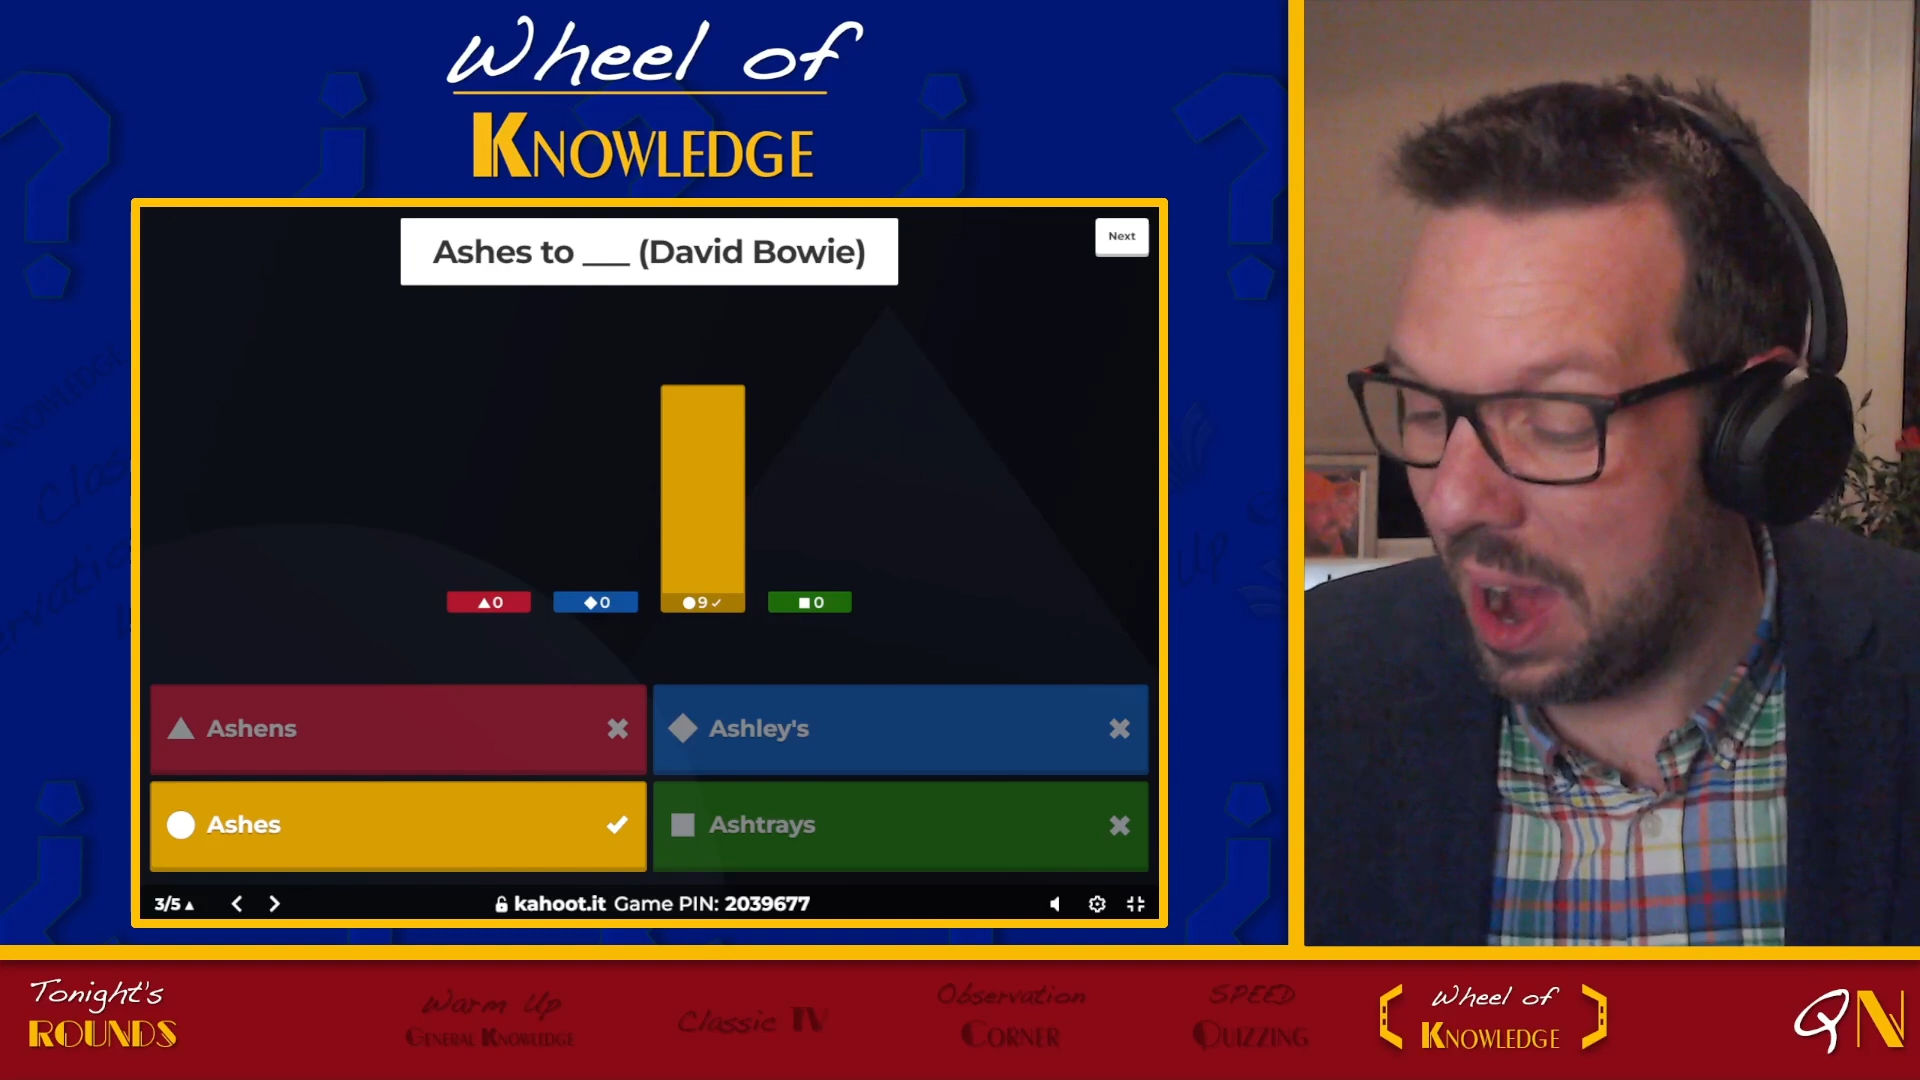 Wheel of
KNOWLEDGE
Ashes to ___ (David Bowie)
Next
0
0
9
0
Ashens
Ashley's
Ashes
Ashtrays
3/5
kahoot.it Game PIN: 2039677
Tonight's
ROUNDS
Warm Up
GENERAL KNOWLEDGE
Classic TV
Observation
CORNER
SPEED
QUIZZING
Wheel of
KNOWLEDGE
QN